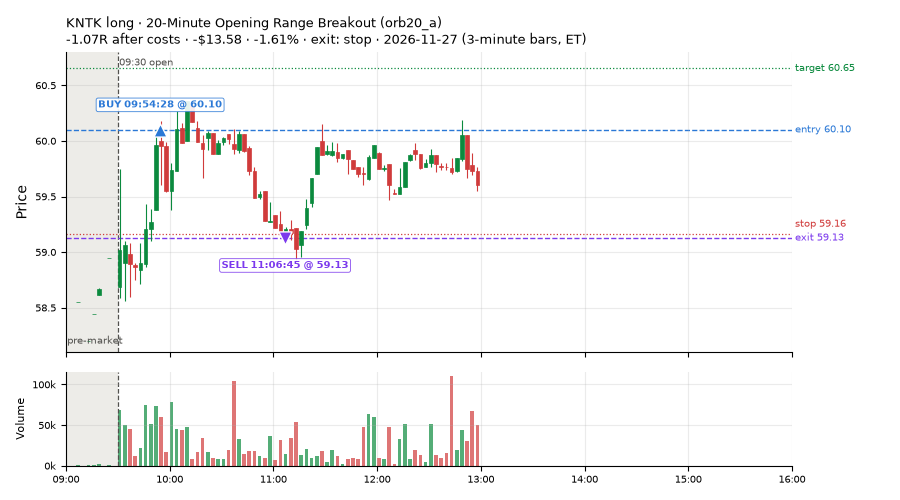 KNTK long · 20-Minute Opening Range Breakout (orb20_a)
-1.07R after costs · -$13.58 · -1.61% · exit: stop · 2026-11-27 (3-minute bars, ET)
09:30 open
target 60.65
60.5
BUY 09:54:28 @ 60.10
entry 60.10
60.0
Price
59.5
stop 59.16
exit 59.13
59.0
SELL 11:06:45 @ 59.13
58.5
pre-market
100k
Volume
50k
0k
09:00
10:00
11:00
12:00
13:00
14:00
15:00
16:00